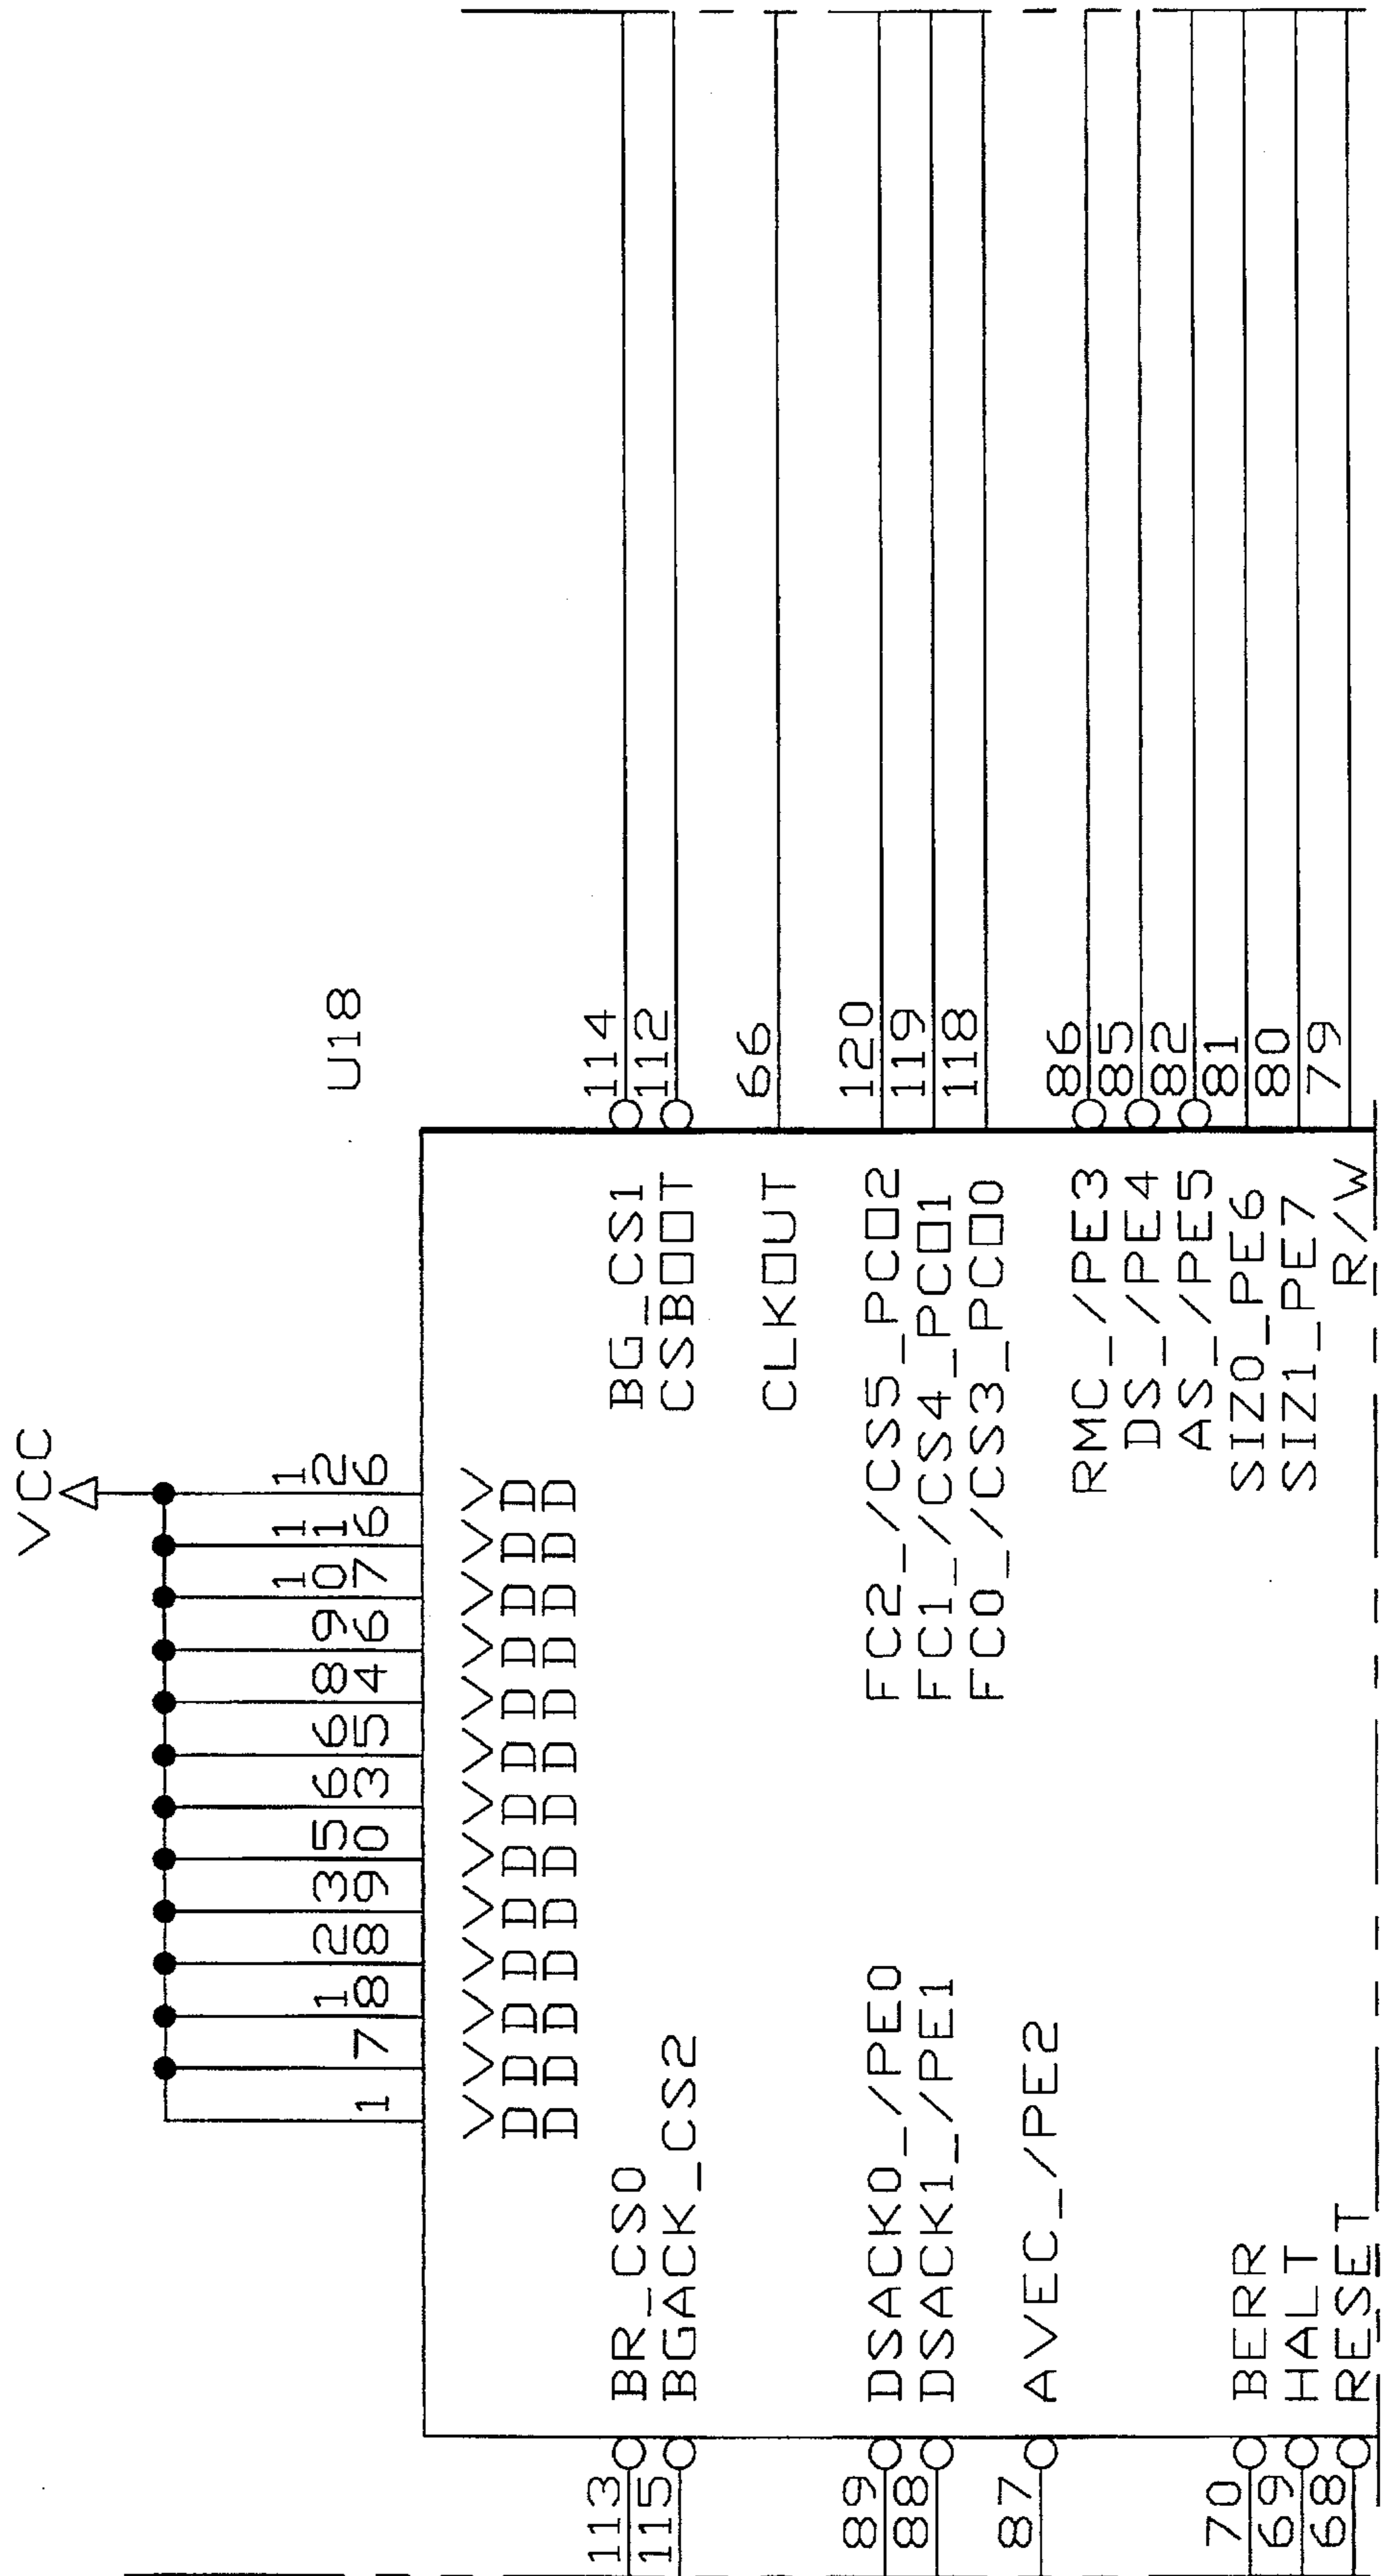 VCC
U18
1
7
18
28
39
50
63
65
84
96
107
116
126
VDD
VDD
VDD
VDD
VDD
VDD
VDD
VDD
VDD
VDD
VDD
VDD
VDD
113 BR_CS0 BG_CS1 114
115 BGACK_CS2 CSBOOT 112
CLKOUT 66
89 DSACK0_/PE0 FC2_/CS5_PCO2 120
88 DSACK1_/PE1 FC1_/CS4_PCO1 119
FC0_/CS3_PCO0 118
87 AVEC_/PE2
RMC_/PE3 86
DS_/PE4 85
AS_/PE5 82
70 BERR SIZ0_PE6 81
69 HALT SIZ1_PE7 80
68 RESET R/W 79